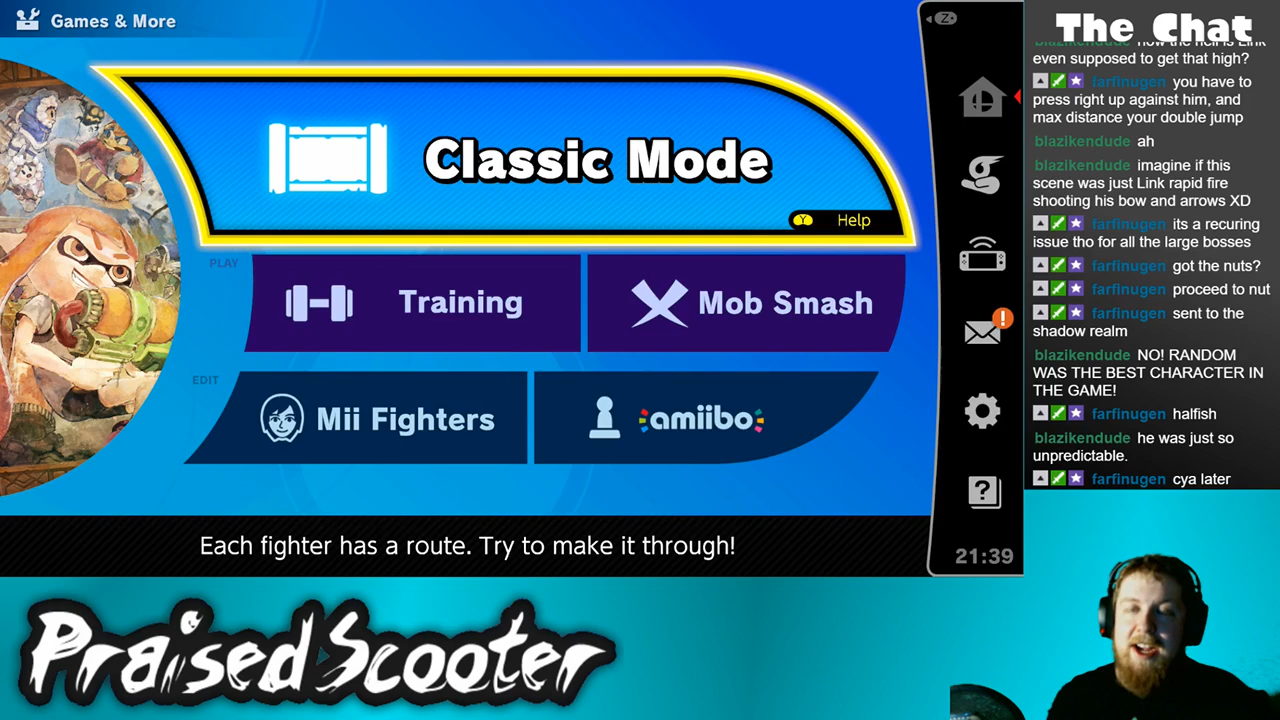 Games & More
Classic Mode
Y Help
PLAY
Training
Mob Smash
EDIT
Mii Fighters
amiibo
Each fighter has a route. Try to make it through!
Z
?
21:39
The Chat
blazikendude how the hell is Link
even supposed to get that high?
farfinugen you have to
press right up against him, and
max distance your double jump
blazikendude ah
blazikendude imagine if this
scene was just Link rapid fire
shooting his bow and arrows XD
farfinugen its a recuring
issue tho for all the large bosses
farfinugen got the nuts?
farfinugen proceed to nut
farfinugen sent to the
shadow realm
blazikendude NO! RANDOM
WAS THE BEST CHARACTER IN
THE GAME!
farfinugen halfish
blazikendude he was just so
unpredictable.
farfinugen cya later
PraisedScooter